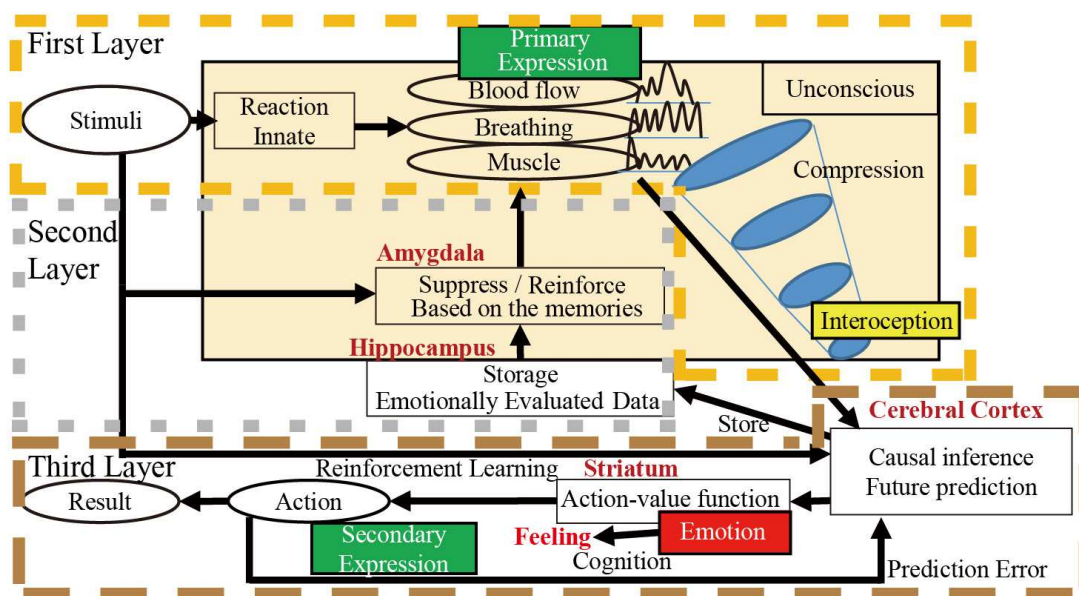 First Layer
Primary
Expression
Blood flow
Unconscious
Stimuli
Reaction
Innate
Breathing
Muscle
Compression
Second
Layer
Amygdala
Suppress / Reinforce
Based on the memories
Interoception
Hippocampus
Storage
Emotionally Evaluated Data
Store
Cerebral Cortex
Third Layer
Reinforcement Learning
Striatum
Causal inference
Future prediction
Result
Action
Action-value function
Secondary
Expression
Feeling
Emotion
Cognition
Prediction Error